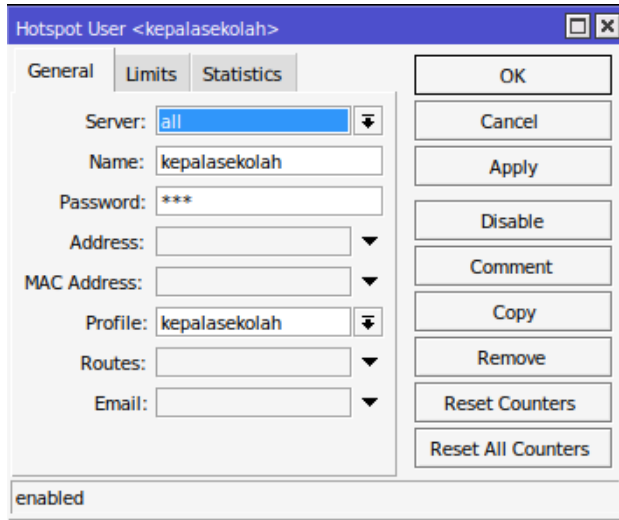 Hotspot User <kepalasekolah>
General Limits Statistics
Server: all
Name: kepalasekolah
Password: ***
Address:
MAC Address:
Profile: kepalasekolah
Routes:
Email:
OK
Cancel
Apply
Disable
Comment
Copy
Remove
Reset Counters
Reset All Counters
enabled